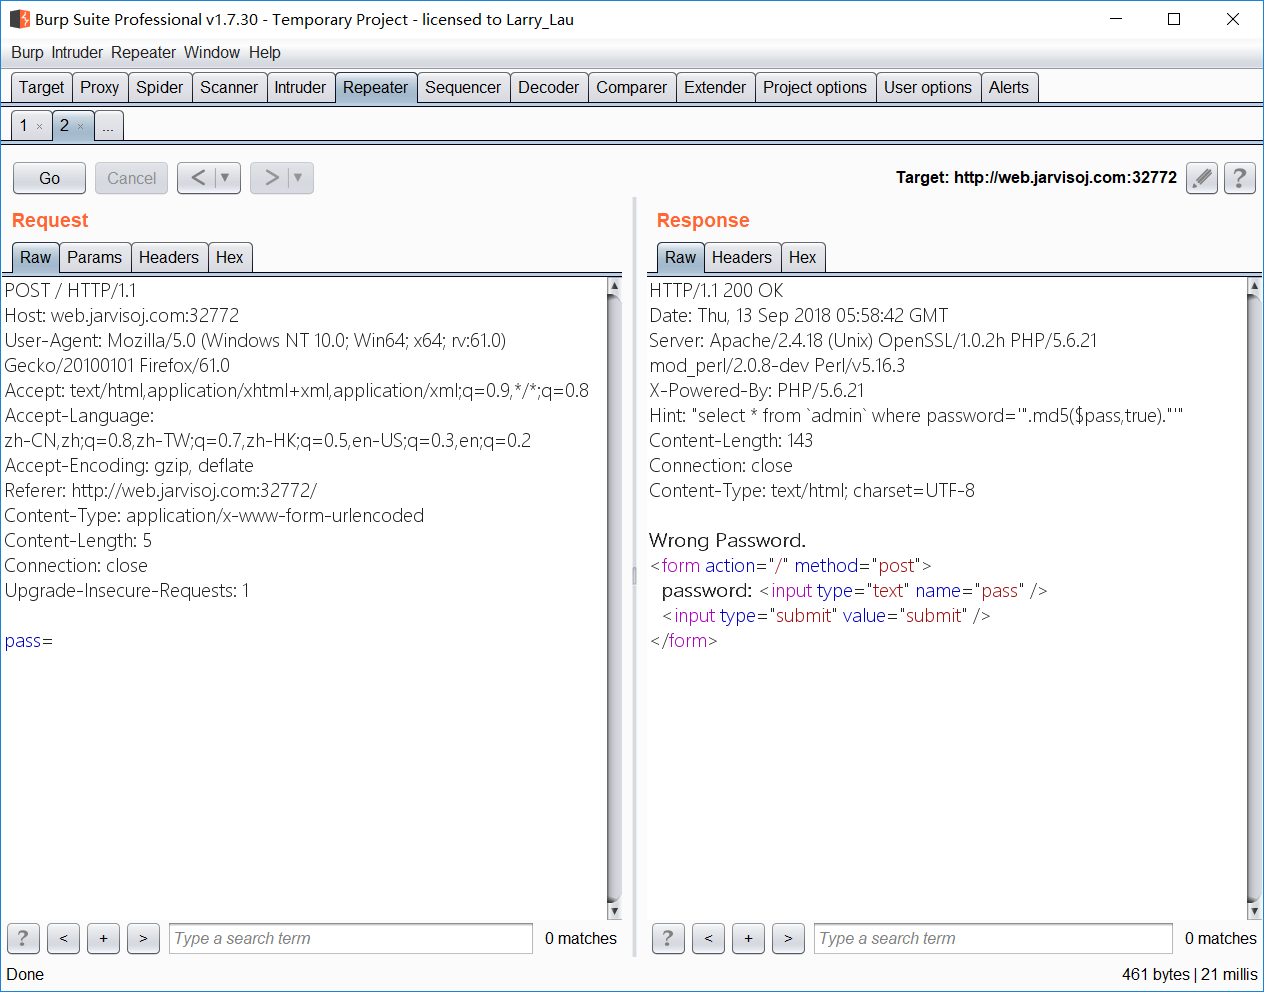 Burp Suite Professional v1.7.30 - Temporary Project - licensed to Larry_Lau
Burp Intruder Repeater Window Help
Target Proxy Spider Scanner Intruder Repeater Sequencer Decoder Comparer Extender Project options User options Alerts
1 × 2 × ...
Go Cancel < > Target: http://web.jarvisoj.com:32772 ?
Request
Raw Params Headers Hex
POST / HTTP/1.1
Host: web.jarvisoj.com:32772
User-Agent: Mozilla/5.0 (Windows NT 10.0; Win64; x64; rv:61.0)
Gecko/20100101 Firefox/61.0
Accept: text/html,application/xhtml+xml,application/xml;q=0.9,*/*;q=0.8
Accept-Language:
zh-CN,zh;q=0.8,zh-TW;q=0.7,zh-HK;q=0.5,en-US;q=0.3,en;q=0.2
Accept-Encoding: gzip, deflate
Referer: http://web.jarvisoj.com:32772/
Content-Type: application/x-www-form-urlencoded
Content-Length: 5
Connection: close
Upgrade-Insecure-Requests: 1
pass=
? < + > Type a search term 0 matches
Response
Raw Headers Hex
HTTP/1.1 200 OK
Date: Thu, 13 Sep 2018 05:58:42 GMT
Server: Apache/2.4.18 (Unix) OpenSSL/1.0.2h PHP/5.6.21
mod_perl/2.0.8-dev Perl/v5.16.3
X-Powered-By: PHP/5.6.21
Hint: "select * from `admin` where password='".md5($pass,true)."'"
Content-Length: 143
Connection: close
Content-Type: text/html; charset=UTF-8
Wrong Password.
<form action="/" method="post">
password: <input type="text" name="pass" />
<input type="submit" value="submit" />
</form>
? < + > Type a search term 0 matches
Done 461 bytes | 21 millis